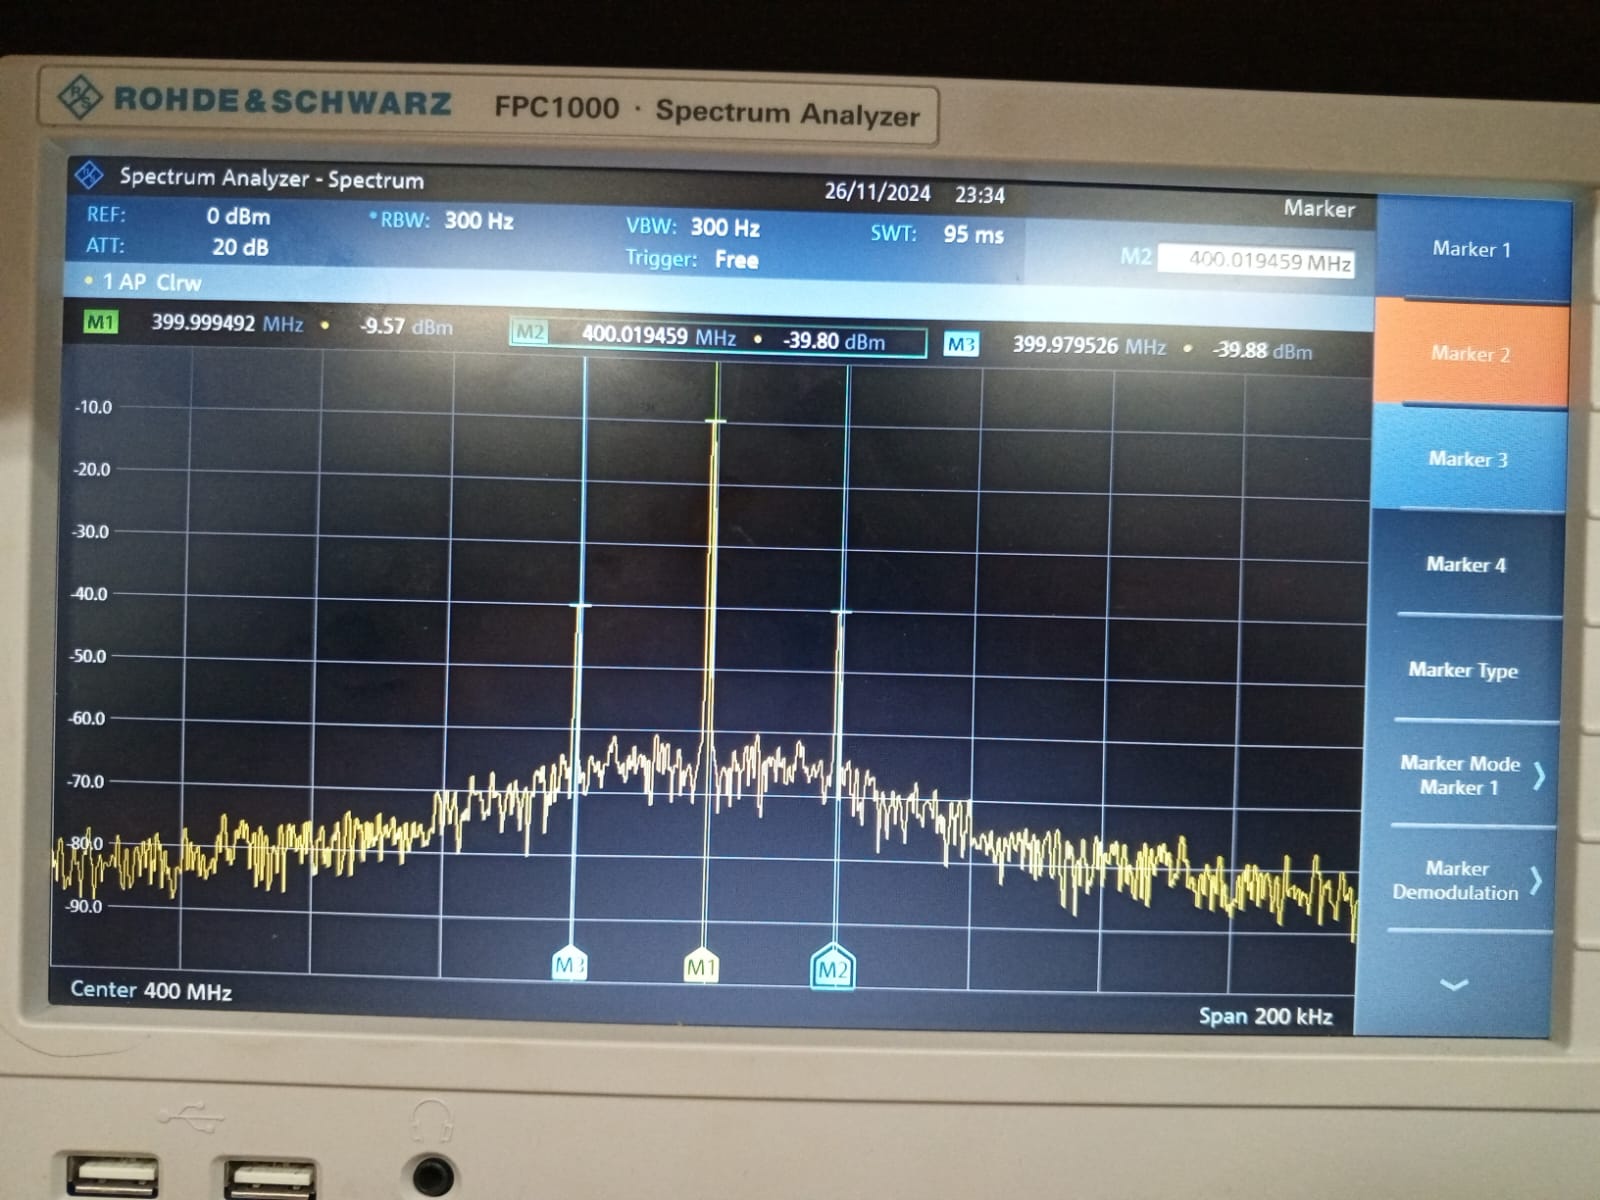 ROHDE&SCHWARZ FPC1000 · Spectrum Analyzer
Spectrum Analyzer - Spectrum 26/11/2024 23:34 Marker
REF: 0 dBm •RBW: 300 Hz VBW: 300 Hz SWT: 95 ms
ATT: 20 dB Trigger: Free M2 400.019459 MHz
• 1 AP Clrw
M1 399.999492 MHz • -9.57 dBm M2 400.019459 MHz • -39.80 dBm M3 399.979526 MHz • -39.88 dBm
-10.0
-20.0
-30.0
-40.0
-50.0
-60.0
-70.0
-80.0
-90.0
M3 M1 M2
Center 400 MHz Span 200 kHz
Marker 1
Marker 2
Marker 3
Marker 4
Marker Type
Marker Mode
Marker 1
Marker
Demodulation